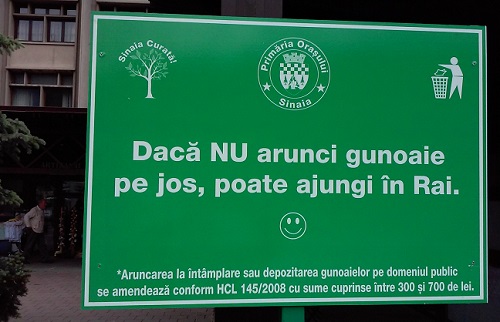 Sinaia Curată!
Primăria Orașului
Sinaia
Dacă NU arunci gunoaie
pe jos, poate ajungi în Rai.
*Aruncarea la întâmplare sau depozitarea gunoaielor pe domeniul public
se amendează conform HCL 145/2008 cu sume cuprinse între 300 și 700 de lei.